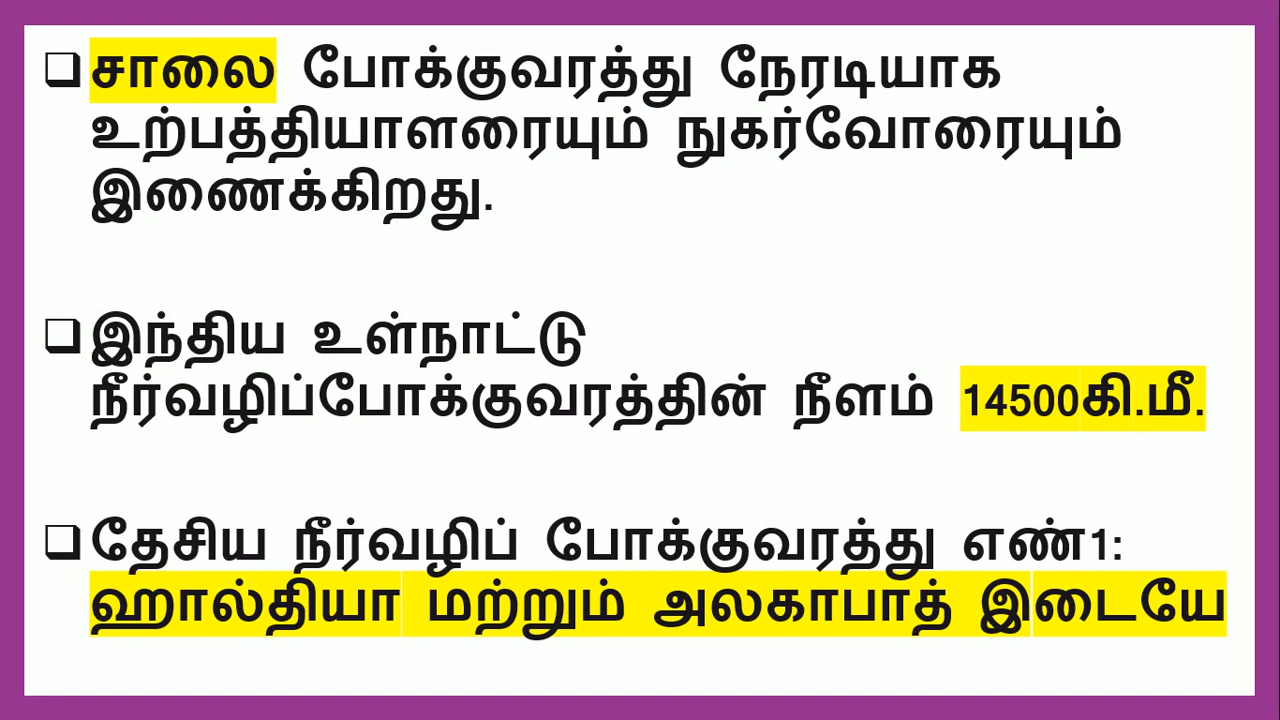 சாலை போக்குவரத்து நேரடியாக
உற்பத்தியாளரையும் நுகர்வோரையும்
இணைக்கிறது.
இந்திய உள்நாட்டு
நீர்வழிப்போக்குவரத்தின் நீளம் 14500கி.மீ.
தேசிய நீர்வழிப் போக்குவரத்து எண்1:
ஹால்தியா மற்றும் அலகாபாத் இடையே